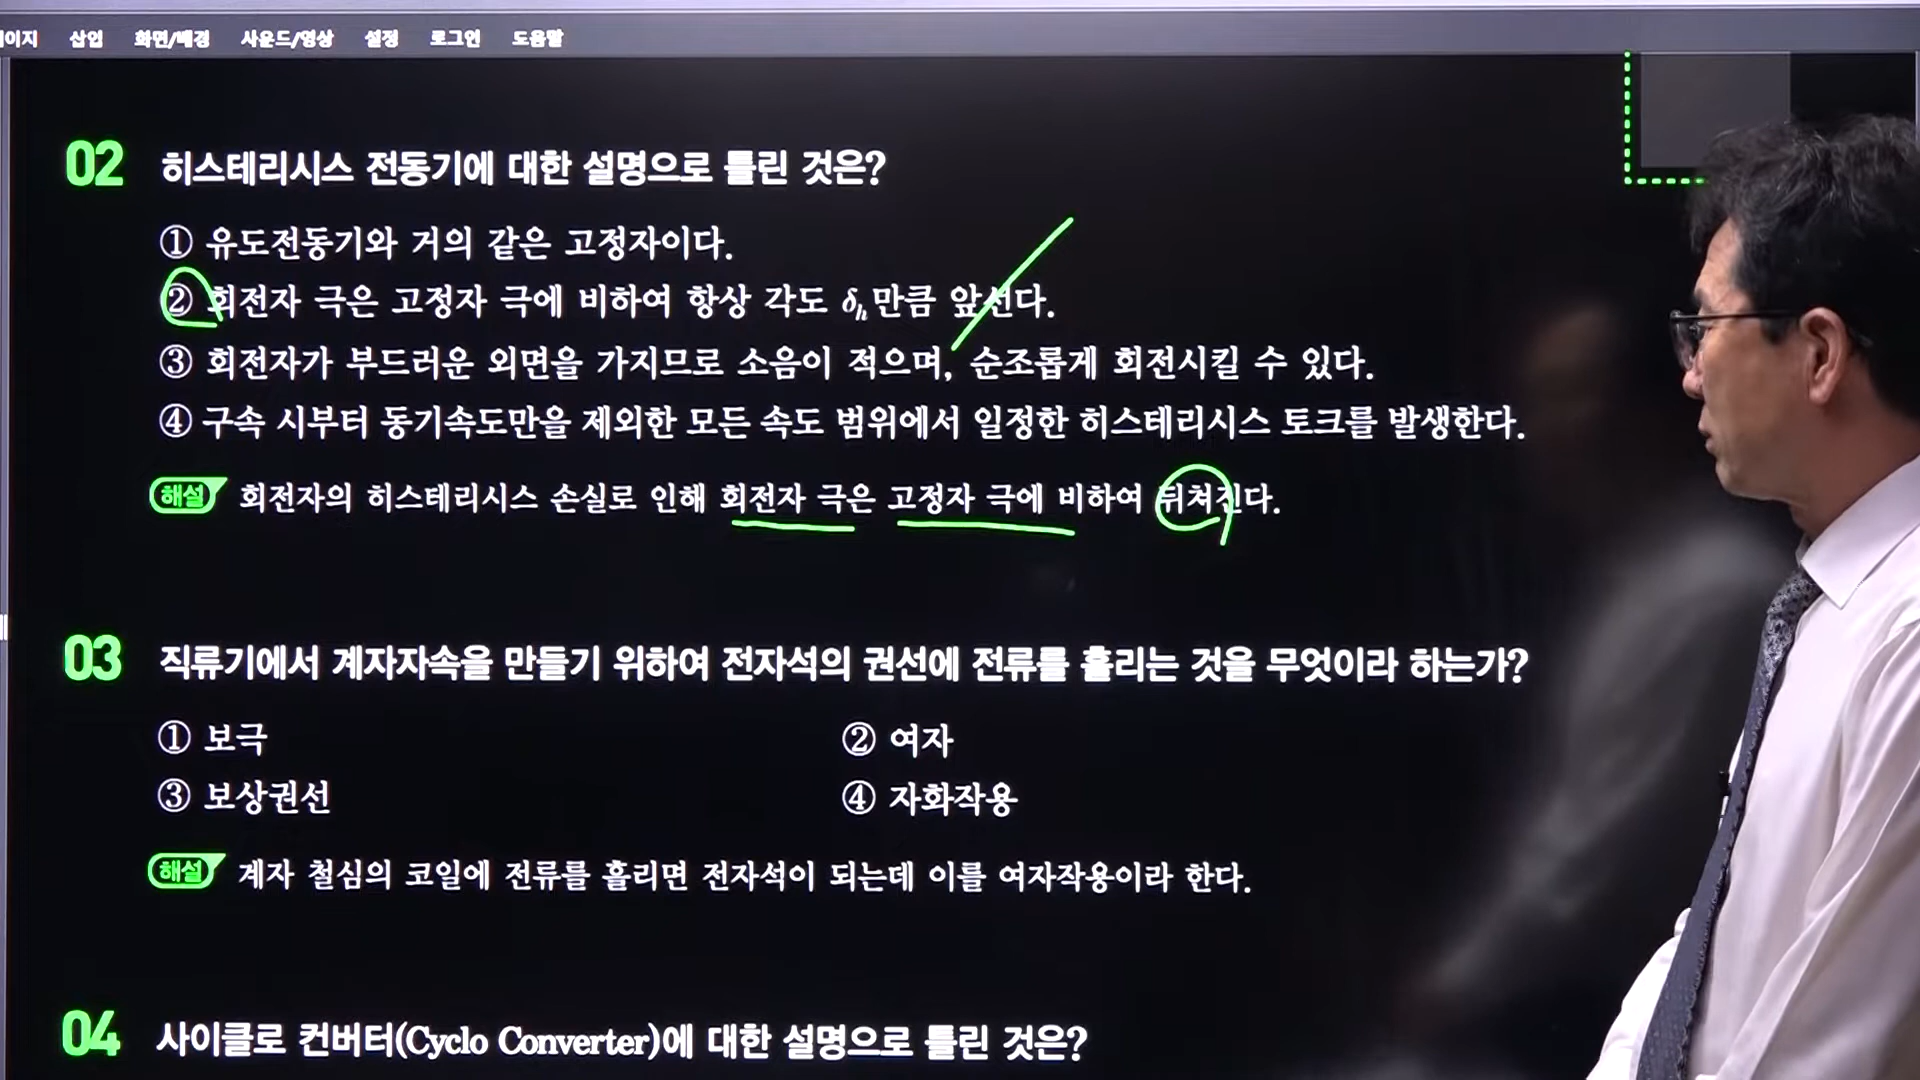 삽입 화면/배경 사운드/영상 설정 로그인 도움말
02 히스테리시스 전동기에 대한 설명으로 틀린 것은?
① 유도전동기와 거의 같은 고정자이다.
② 회전자 극은 고정자 극에 비하여 항상 각도 δh만큼 앞선다.
③ 회전자가 부드러운 외면을 가지므로 소음이 적으며, 순조롭게 회전시킬 수 있다.
④ 구속 시부터 동기속도만을 제외한 모든 속도 범위에서 일정한 히스테리시스 토크를 발생한다.
해설 회전자의 히스테리시스 손실로 인해 회전자 극은 고정자 극에 비하여 뒤쳐진다.
03 직류기에서 계자자속을 만들기 위하여 전자석의 권선에 전류를 흘리는 것을 무엇이라 하는가?
① 보극 ② 여자
③ 보상권선 ④ 자화작용
해설 계자 철심의 코일에 전류를 흘리면 전자석이 되는데 이를 여자작용이라 한다.
04 사이클로 컨버터(Cyclo Converter)에 대한 설명으로 틀린 것은?